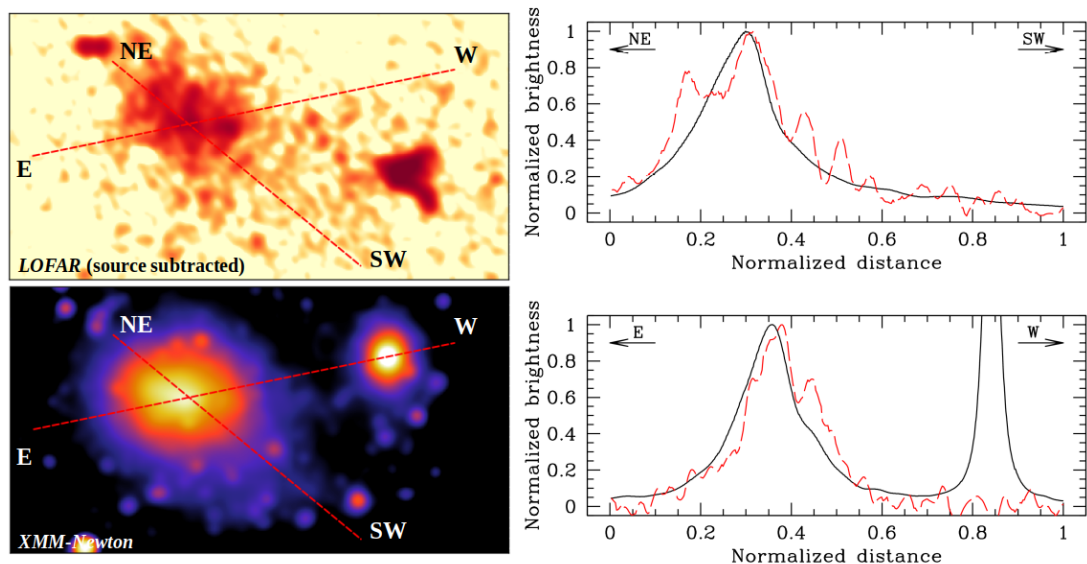 NE
W
E
SW
LOFAR (source subtracted)
NE
W
E
SW
XMM-Newton
Normalized brightness
1
0.8
0.6
0.4
0.2
0
NE
SW
0 0.2 0.4 0.6 0.8 1
Normalized distance
Normalized brightness
1
0.8
0.6
0.4
0.2
0
E
W
0 0.2 0.4 0.6 0.8 1
Normalized distance